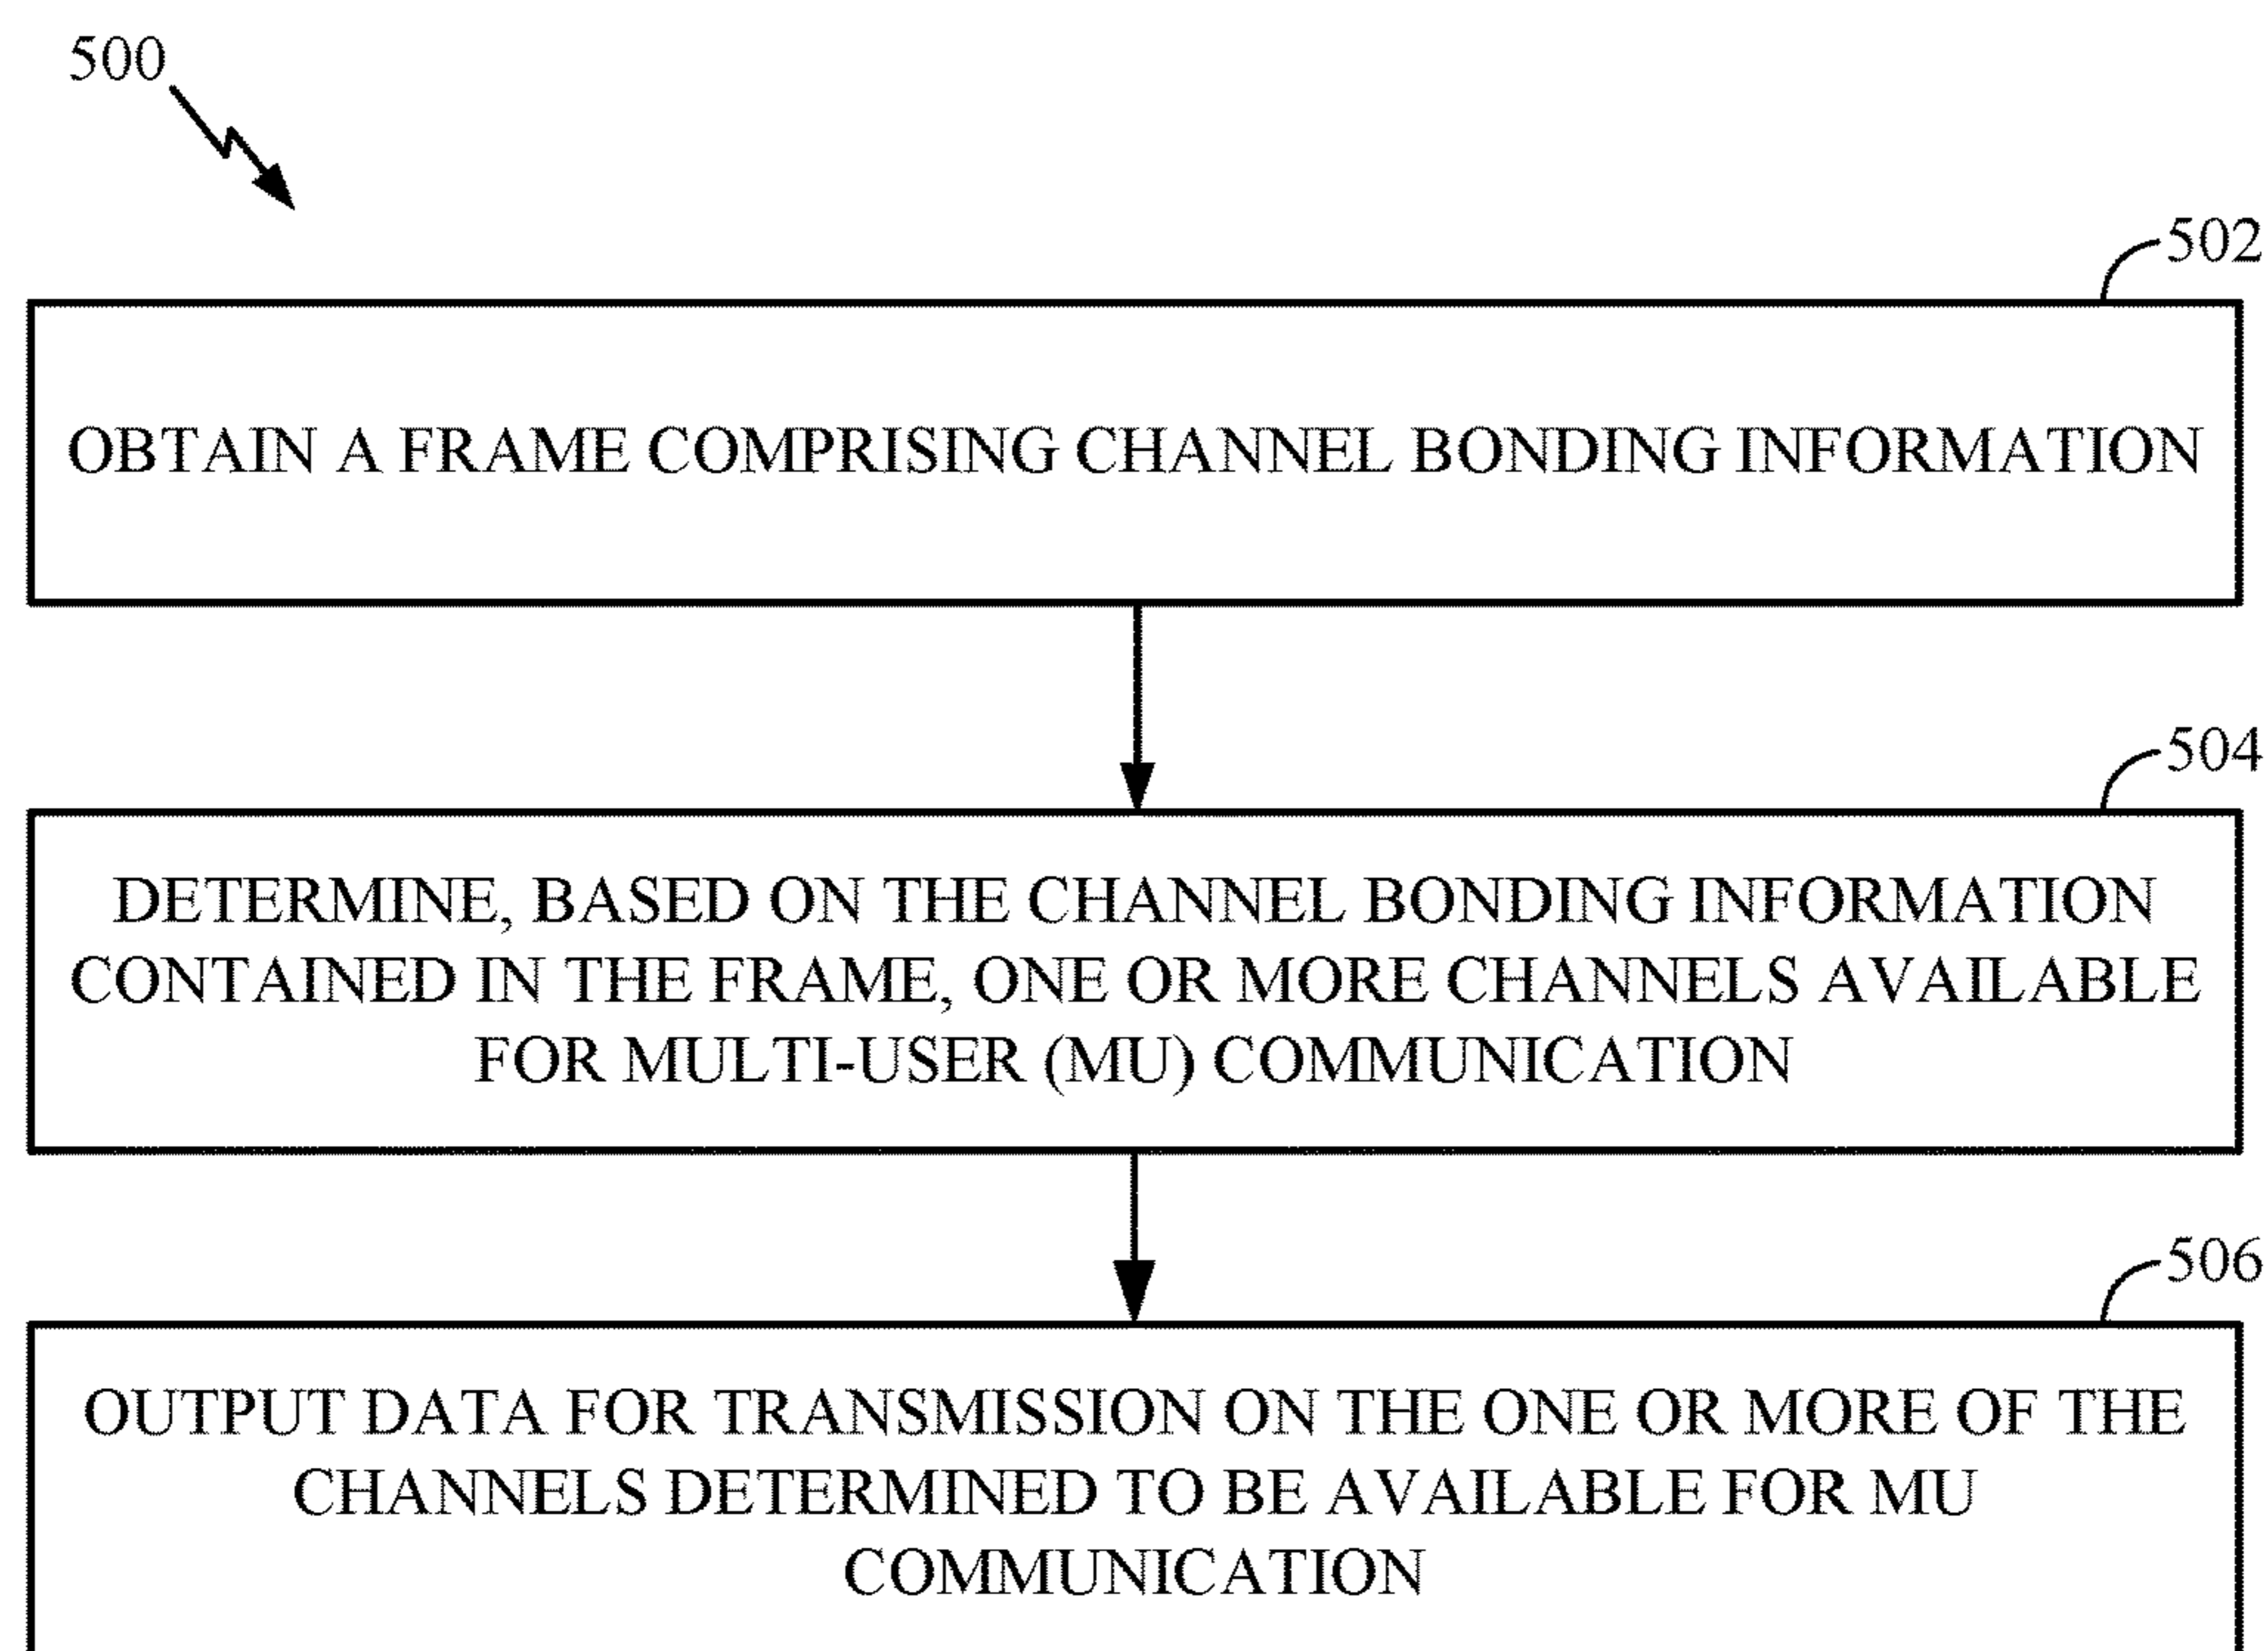 500
502
OBTAIN A FRAME COMPRISING CHANNEL BONDING INFORMATION
504
DETERMINE, BASED ON THE CHANNEL BONDING INFORMATION
CONTAINED IN THE FRAME, ONE OR MORE CHANNELS AVAILABLE
FOR MULTI-USER (MU) COMMUNICATION
506
OUTPUT DATA FOR TRANSMISSION ON THE ONE OR MORE OF THE
CHANNELS DETERMINED TO BE AVAILABLE FOR MU
COMMUNICATION